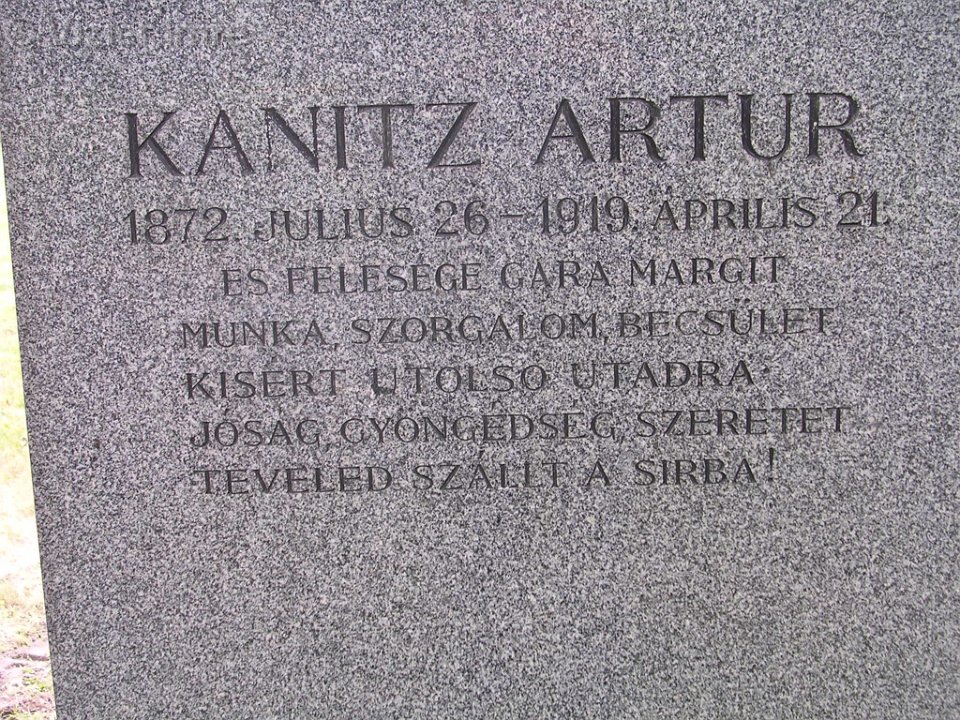 KANITZ ARTUR
1872. JULIUS 26 – 1919. ÁPRILIS 21.
ÉS FELESÉGE GARA MARGIT
MUNKA, SZORGALOM, BECSÜLET
KISÉRT UTOLSÓ UTADRA.
JÓSÁG, GYÖNGÉDSÉG, SZERETET
TEVELED SZÁLLT A SIRBA!